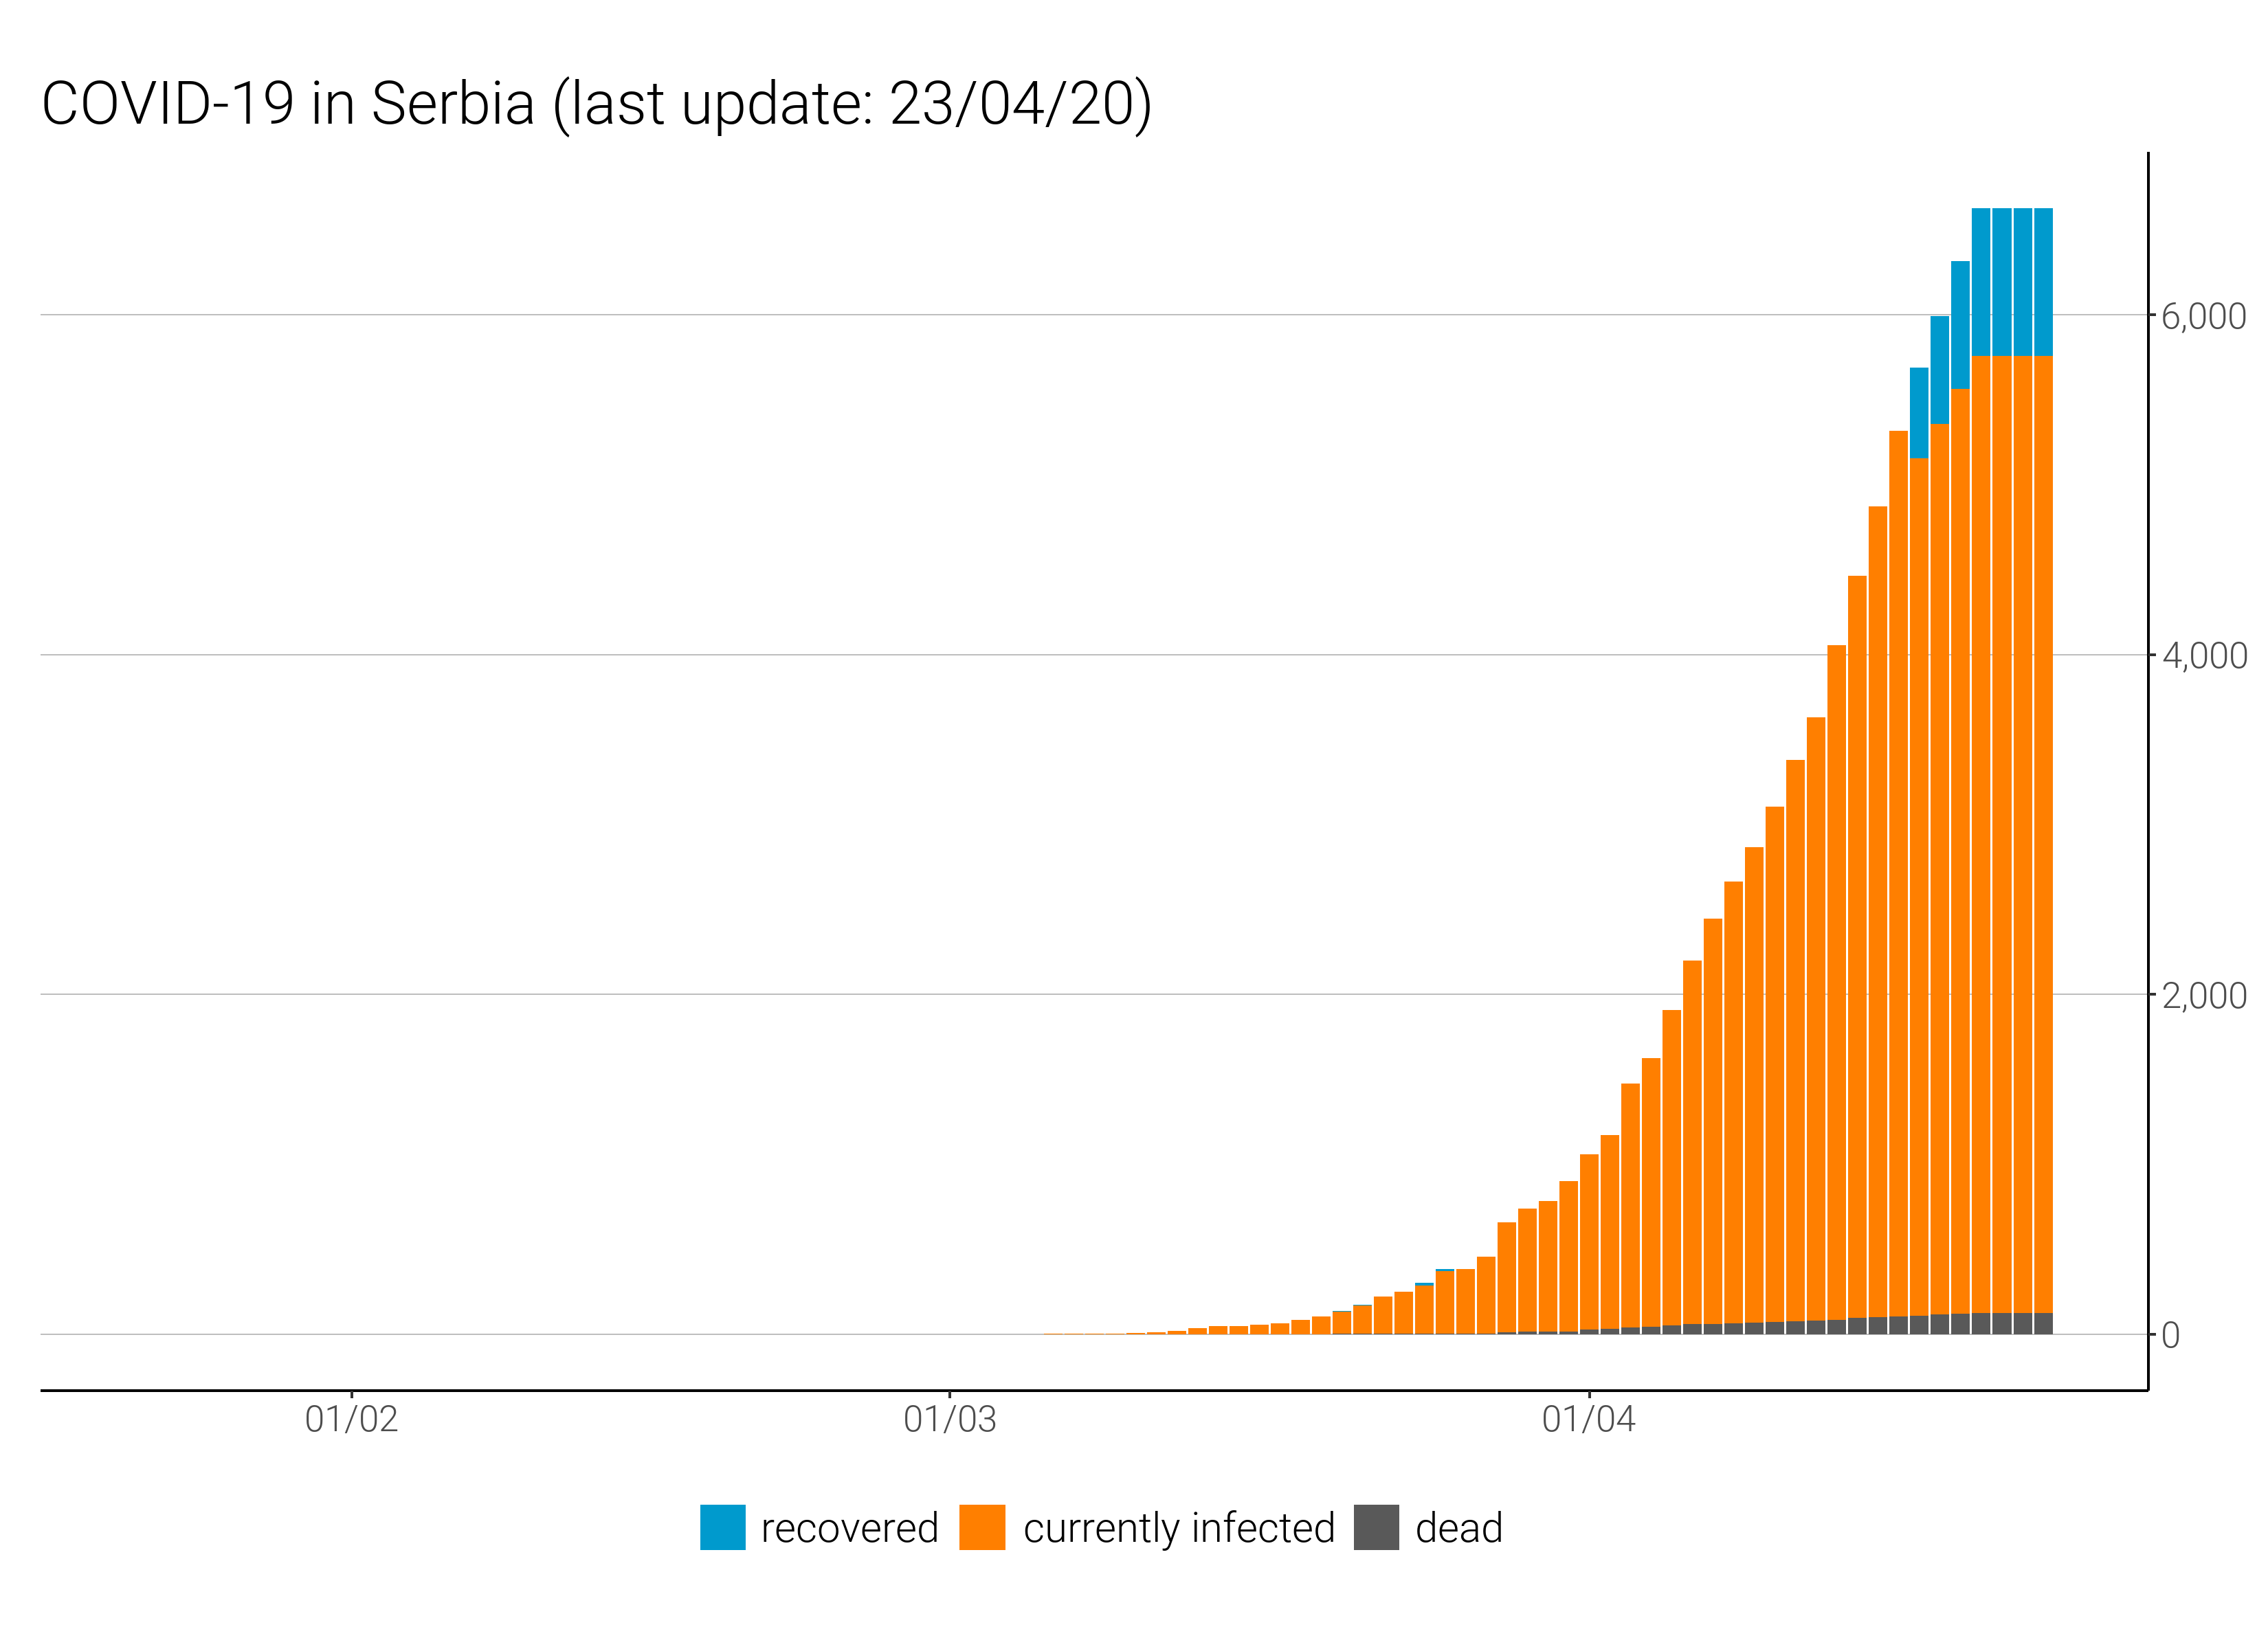 COVID-19 in Serbia (last update: 23/04/20)
6,000
4,000
2,000
0
01/02 01/03 01/04
recovered currently infected dead